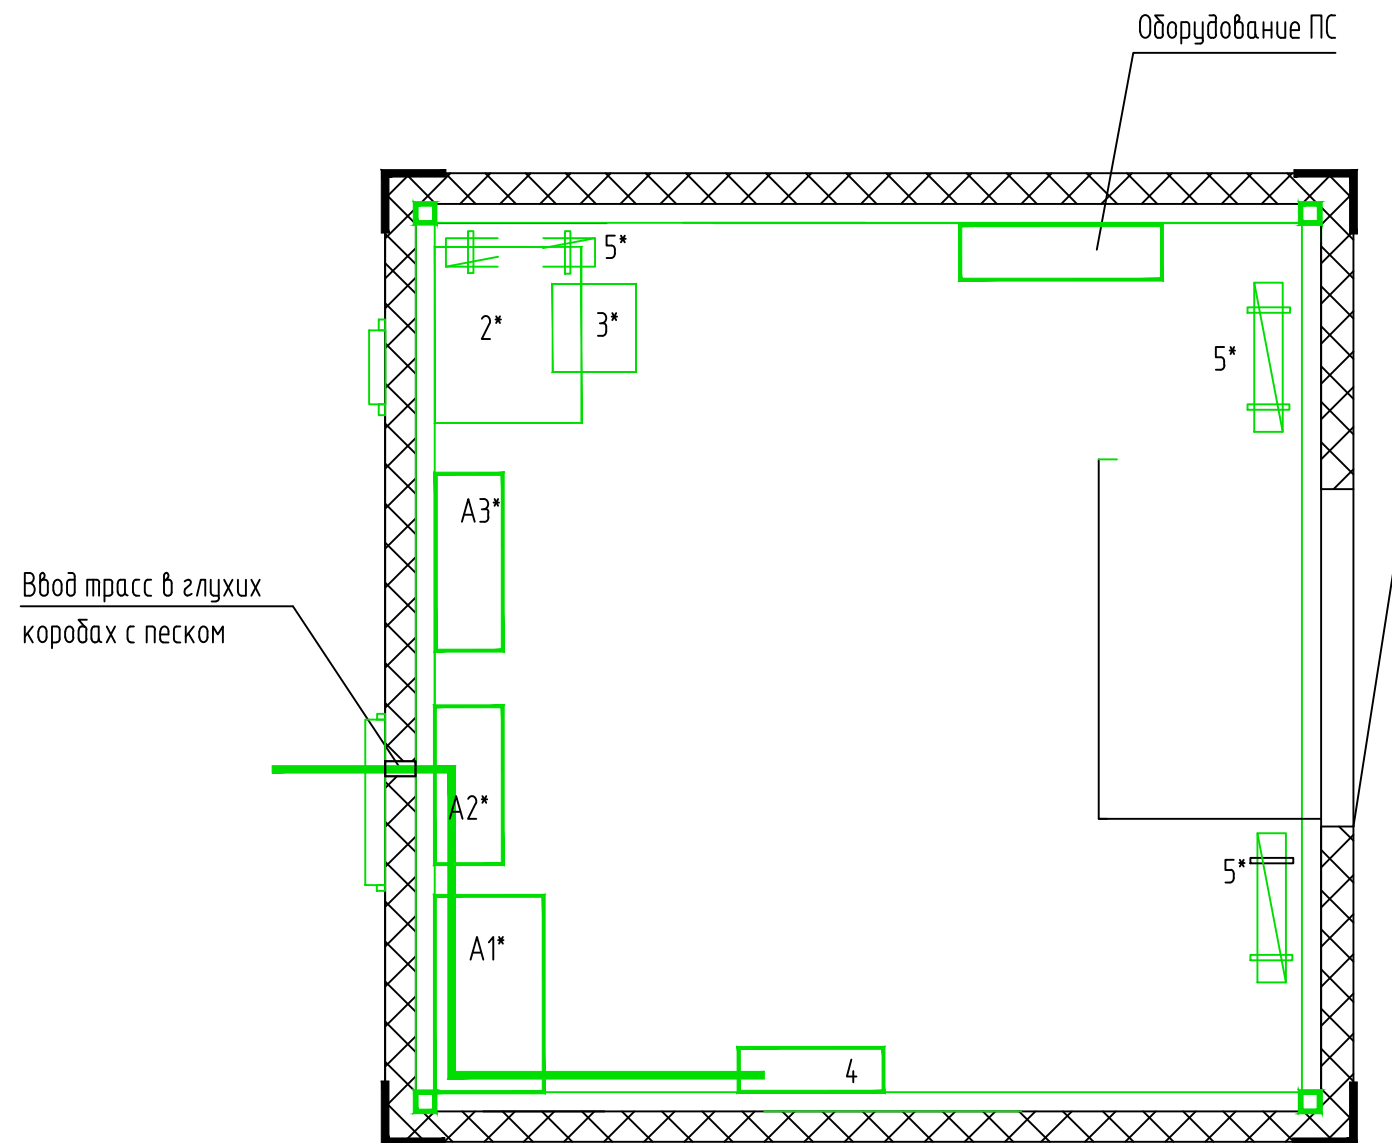 Оборудование ПС
5*
2*
3*
5*
А3*
Ввод трасс в глухих
коробах с песком
А2*
5*
А1*
4